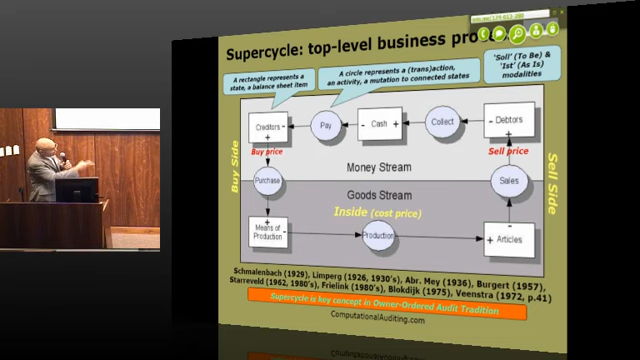 Supercycle: top-level business
A rectangle represents a
state, a balance sheet item
A circle represents a (trans)action,
an activity, a mutation to connected states
'Soll' (To Be) &
'Ist' (As Is)
modalities
Creditors -
+
Pay
- Cash +
Collect
- Debtors
+
Buy price
Sell price
Money Stream
Buy Side
Sell Side
Purchase
Sales
Goods Stream
Inside (cost price)
+
Means of
Production -
Production
-
+ Articles
Schmalenbach (1929), Limperg (1926, 1930's), Abr. Mey (1936), Burgert (1957),
Starreveld (1962, 1980's), Frielink (1980's), Blokdijk (1975), Veenstra (1972, p.41)
Supercycle is key concept in Owner-Ordered Audit Tradition
ComputationalAuditing.com